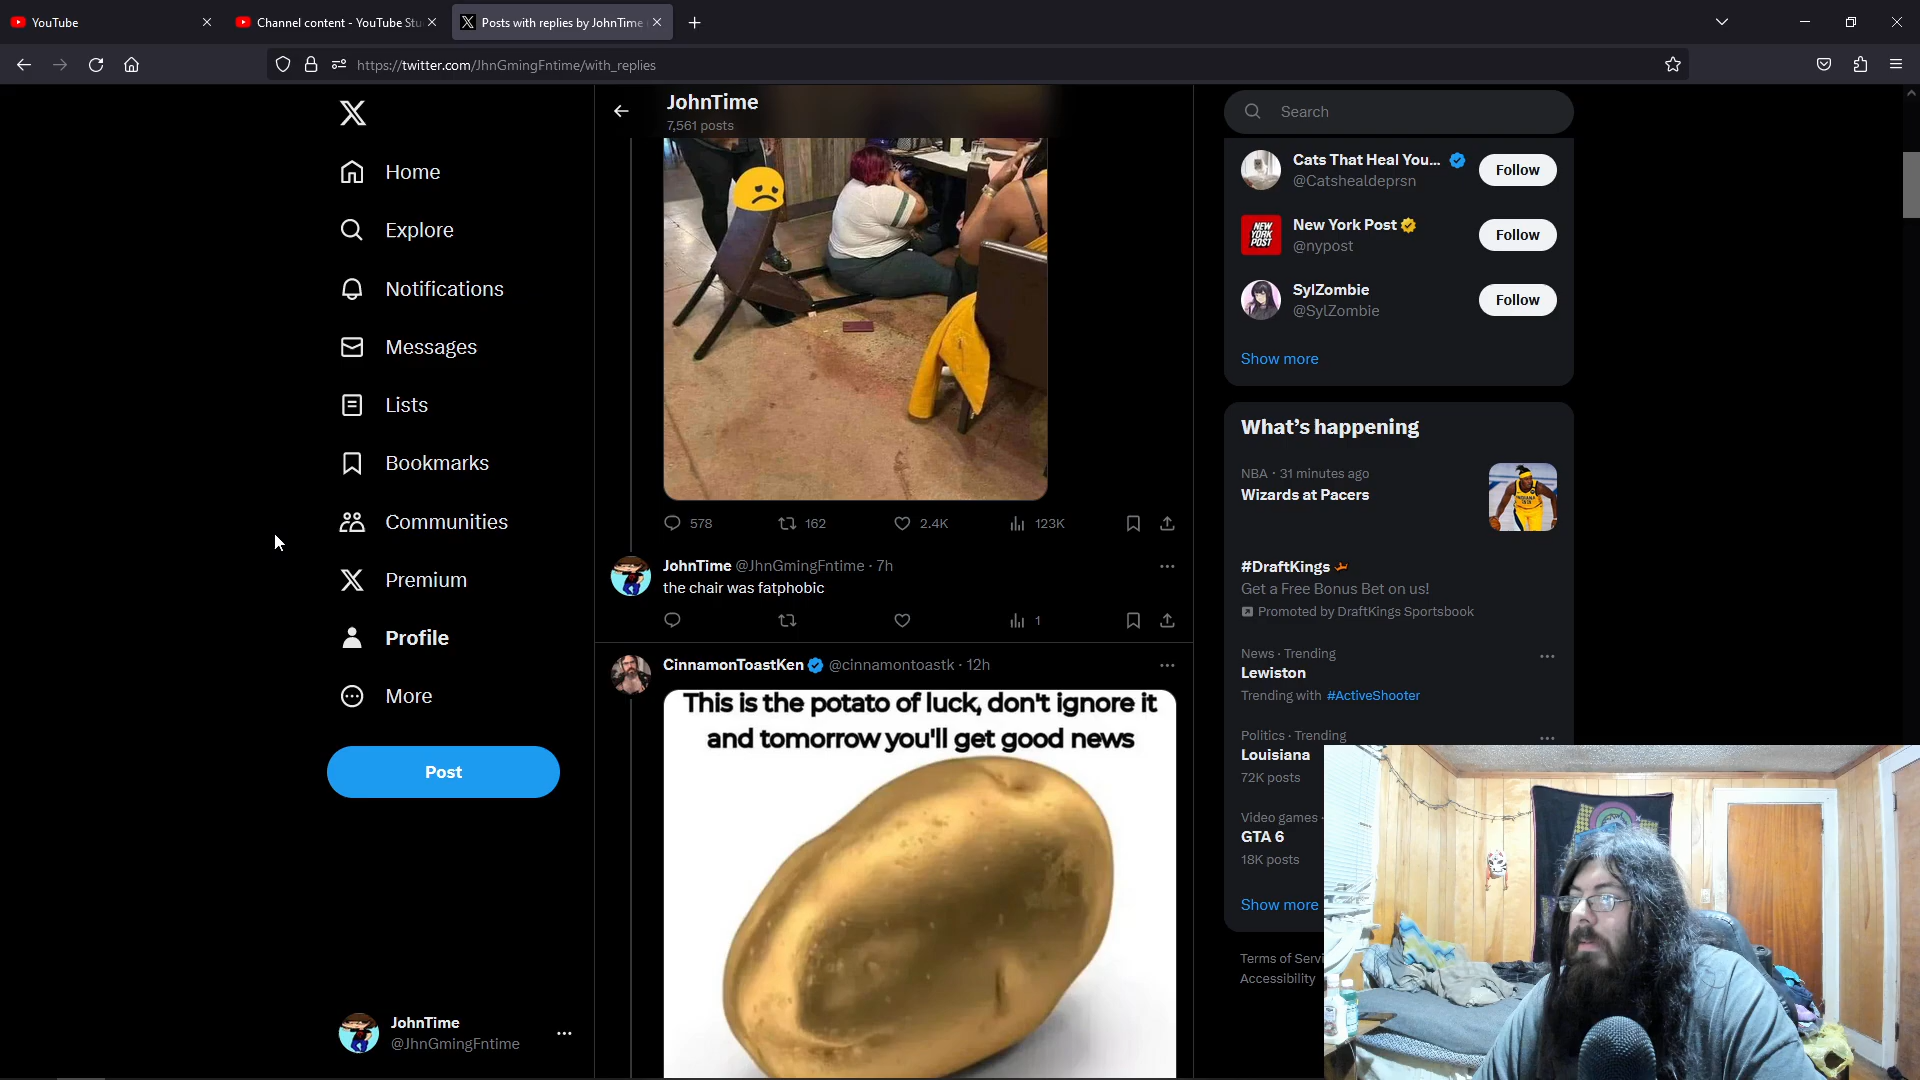 YouTube
Channel content - YouTube Stu
Posts with replies by JohnTime
https://twitter.com/JhnGmingFntime/with_replies
Home
Explore
Notifications
Messages
Lists
Bookmarks
Communities
Premium
Profile
More
Post
JohnTime
@JhnGmingFntime
JohnTime
7,561 posts
578
162
2.4K
123K
JohnTime @JhnGmingFntime · 7h
the chair was fatphobic
1
CinnamonToastKen @cinnamontoastk · 12h
This is the potato of luck, don't ignore it
and tomorrow you'll get good news
Search
Cats That Heal You...
@Catshealdeprsn
Follow
NEW
YORK
POST
New York Post
@nypost
Follow
SylZombie
@SylZombie
Follow
Show more
What's happening
NBA · 31 minutes ago
Wizards at Pacers
#DraftKings
Get a Free Bonus Bet on us!
Promoted by DraftKings Sportsbook
News · Trending
Lewiston
Trending with #ActiveShooter
Politics · Trending
Louisiana
72K posts
Video games ·
GTA 6
18K posts
Show more
Terms of Servi
Accessibility